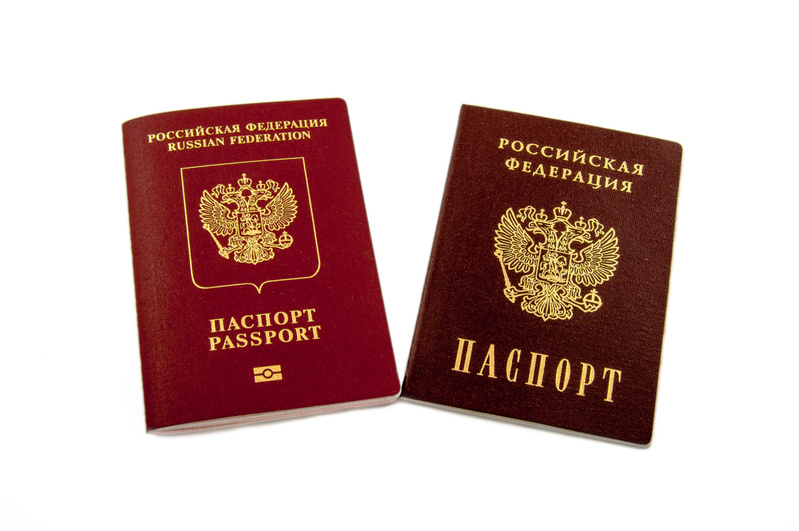 РОССИЙСКАЯ ФЕДЕРАЦИЯ
RUSSIAN FEDERATION
ПАСПОРТ
PASSPORT
РОССИЙСКАЯ
ФЕДЕРАЦИЯ
ПАСПОРТ